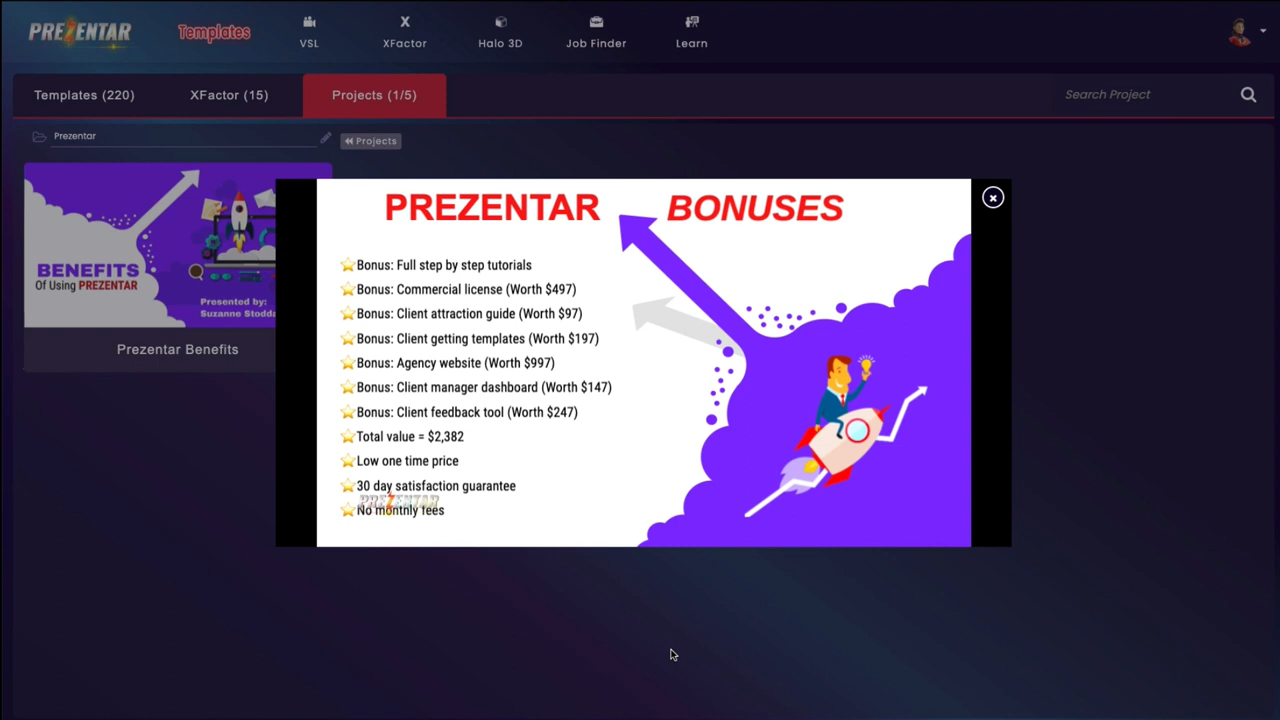 PREZENTAR
Templates
VSL
XFactor
Halo 3D
Job Finder
Learn
Templates (220)
XFactor (15)
Projects (1/5)
Search Project
Prezentar
Projects
BENEFITS
Of Using PREZENTAR
Presented by:
Suzanne Stodda
Prezentar Benefits
PREZENTAR BONUSES
Bonus: Full step by step tutorials
Bonus: Commercial license (Worth $497)
Bonus: Client attraction guide (Worth $97)
Bonus: Client getting templates (Worth $197)
Bonus: Agency website (Worth $997)
Bonus: Client manager dashboard (Worth $147)
Bonus: Client feedback tool (Worth $247)
Total value = $2,382
Low one time price
30 day satisfaction guarantee
PREZENTAR
No monthly fees